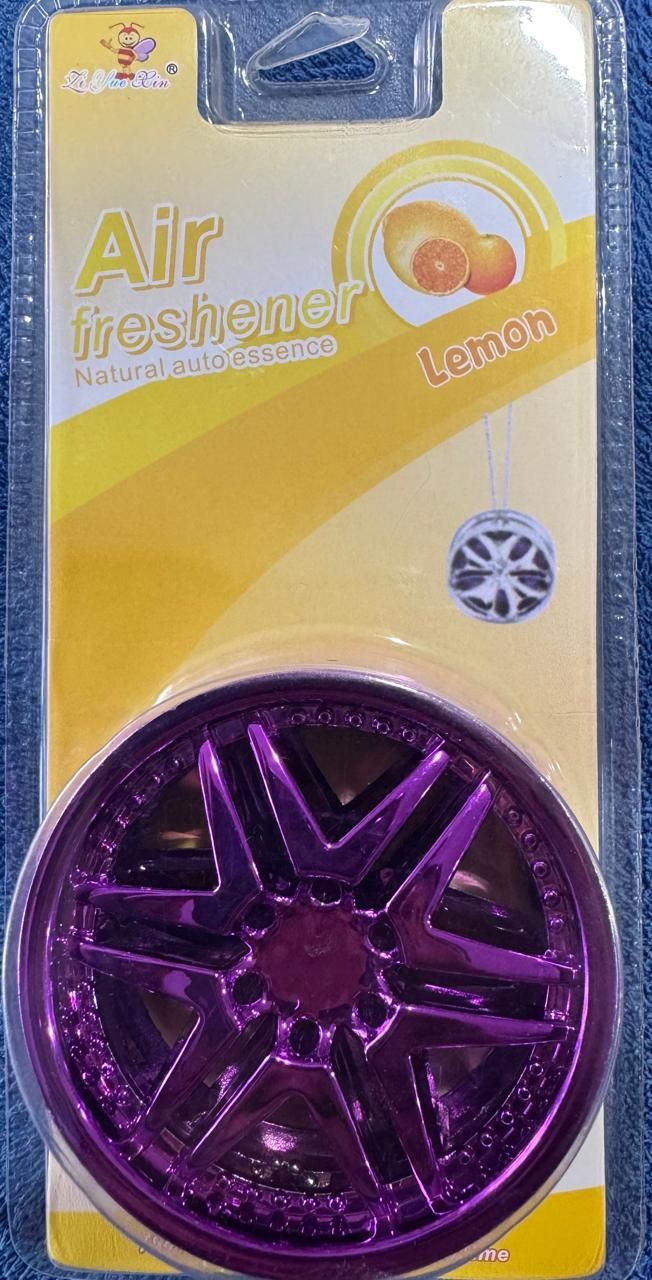 Zi Yue Xin®
Air
freshener
Natural auto essence
Lemon